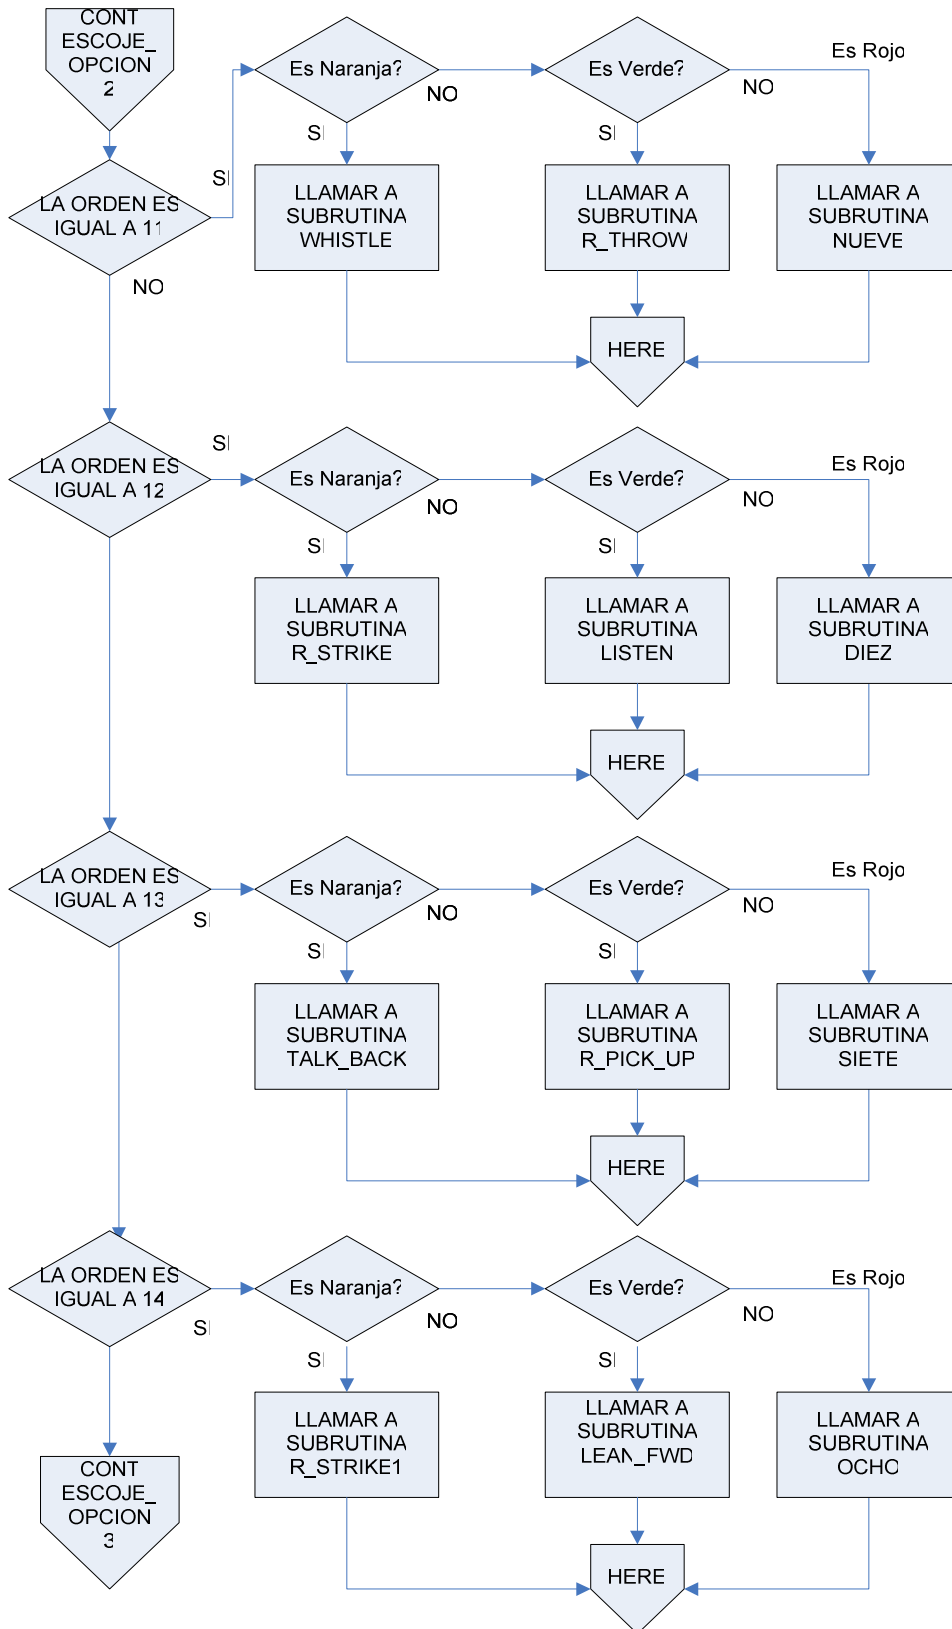 CONT
ESCOJE_
OPCION
2
LA ORDEN ES
IGUAL A 11
SI
NO
Es Naranja?
NO
SI
Es Verde?
NO
SI
Es Rojo
LLAMAR A
SUBRUTINA
WHISTLE
LLAMAR A
SUBRUTINA
R_THROW
LLAMAR A
SUBRUTINA
NUEVE
HERE
LA ORDEN ES
IGUAL A 12
SI
Es Naranja?
NO
SI
Es Verde?
NO
SI
Es Rojo
LLAMAR A
SUBRUTINA
R_STRIKE
LLAMAR A
SUBRUTINA
LISTEN
LLAMAR A
SUBRUTINA
DIEZ
HERE
LA ORDEN ES
IGUAL A 13
SI
Es Naranja?
NO
SI
Es Verde?
NO
SI
Es Rojo
LLAMAR A
SUBRUTINA
TALK_BACK
LLAMAR A
SUBRUTINA
R_PICK_UP
LLAMAR A
SUBRUTINA
SIETE
HERE
LA ORDEN ES
IGUAL A 14
SI
Es Naranja?
NO
SI
Es Verde?
NO
SI
Es Rojo
LLAMAR A
SUBRUTINA
R_STRIKE1
LLAMAR A
SUBRUTINA
LEAN_FWD
LLAMAR A
SUBRUTINA
OCHO
HERE
CONT
ESCOJE_
OPCION
3